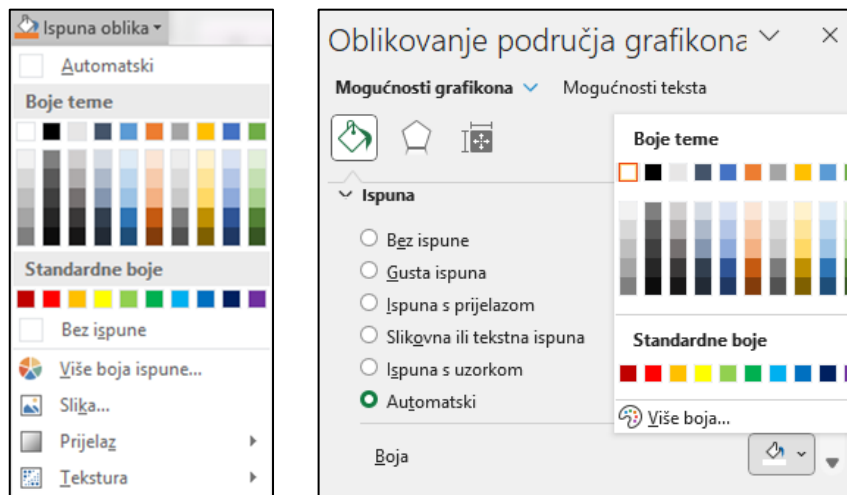 Ispuna oblika
Automatski
Boje teme
Standardne boje
Bez ispune
Više boja ispune...
Slika...
Prijelaz
Tekstura
Oblikovanje područja grafikona
Mogućnosti grafikona
Mogućnosti teksta
Ispuna
Bez ispune
Gusta ispuna
Ispuna s prijelazom
Slikovna ili tekstna ispuna
Ispuna s uzorkom
Automatski
Boja
Boje teme
Standardne boje
Više boja...